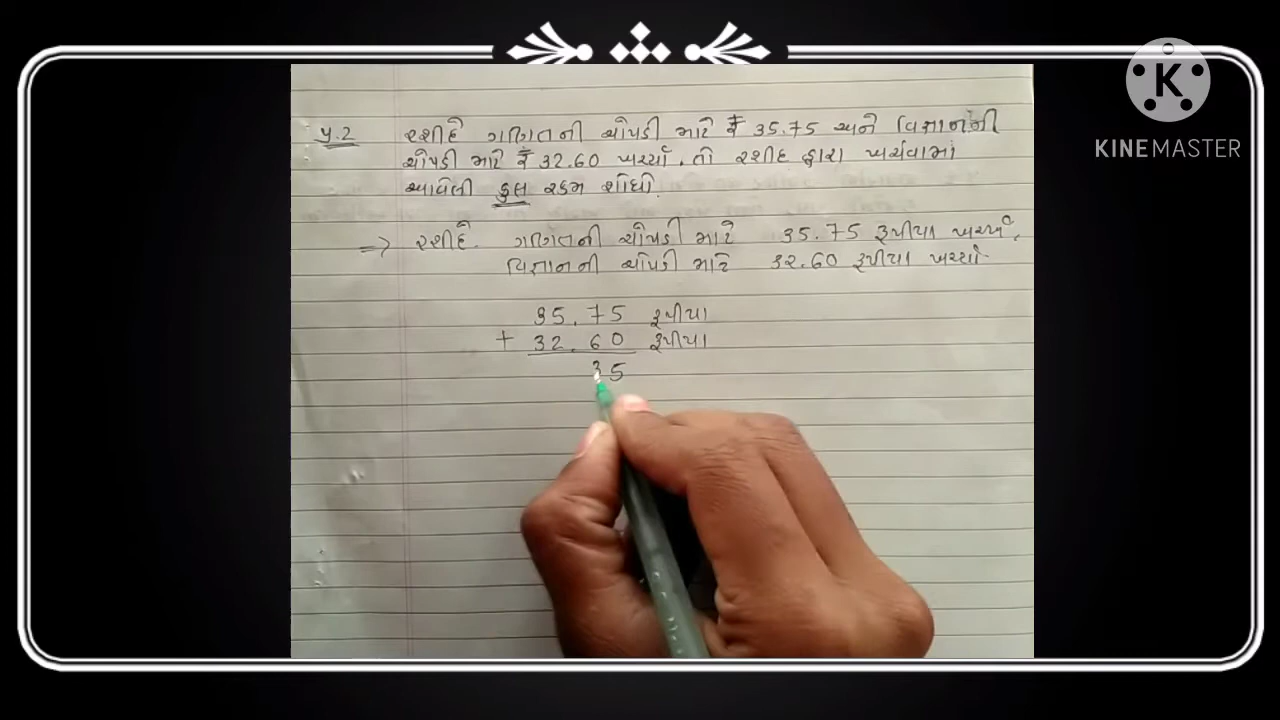 પ્ર.2 રશીદે ગણિતની ચોપડી માટે ₹ 35.75 અને વિજ્ઞાનની
ચોપડી માટે ₹ 32.60 ખર્ચ્યા. તો રશીદ દ્વારા ખર્ચવામાં
આવેલી કુલ રકમ શોધો.
=> રશીદે. ગણિતની ચોપડી માટે 35.75 રૂપીયા ખર્ચ્યા,
વિજ્ઞાનની ચોપડી માટે 32.60 રૂપીયા ખર્ચ્યા.
35.75 રૂપીયા
+ 32.60 રૂપીયા
35
K
KINEMASTER